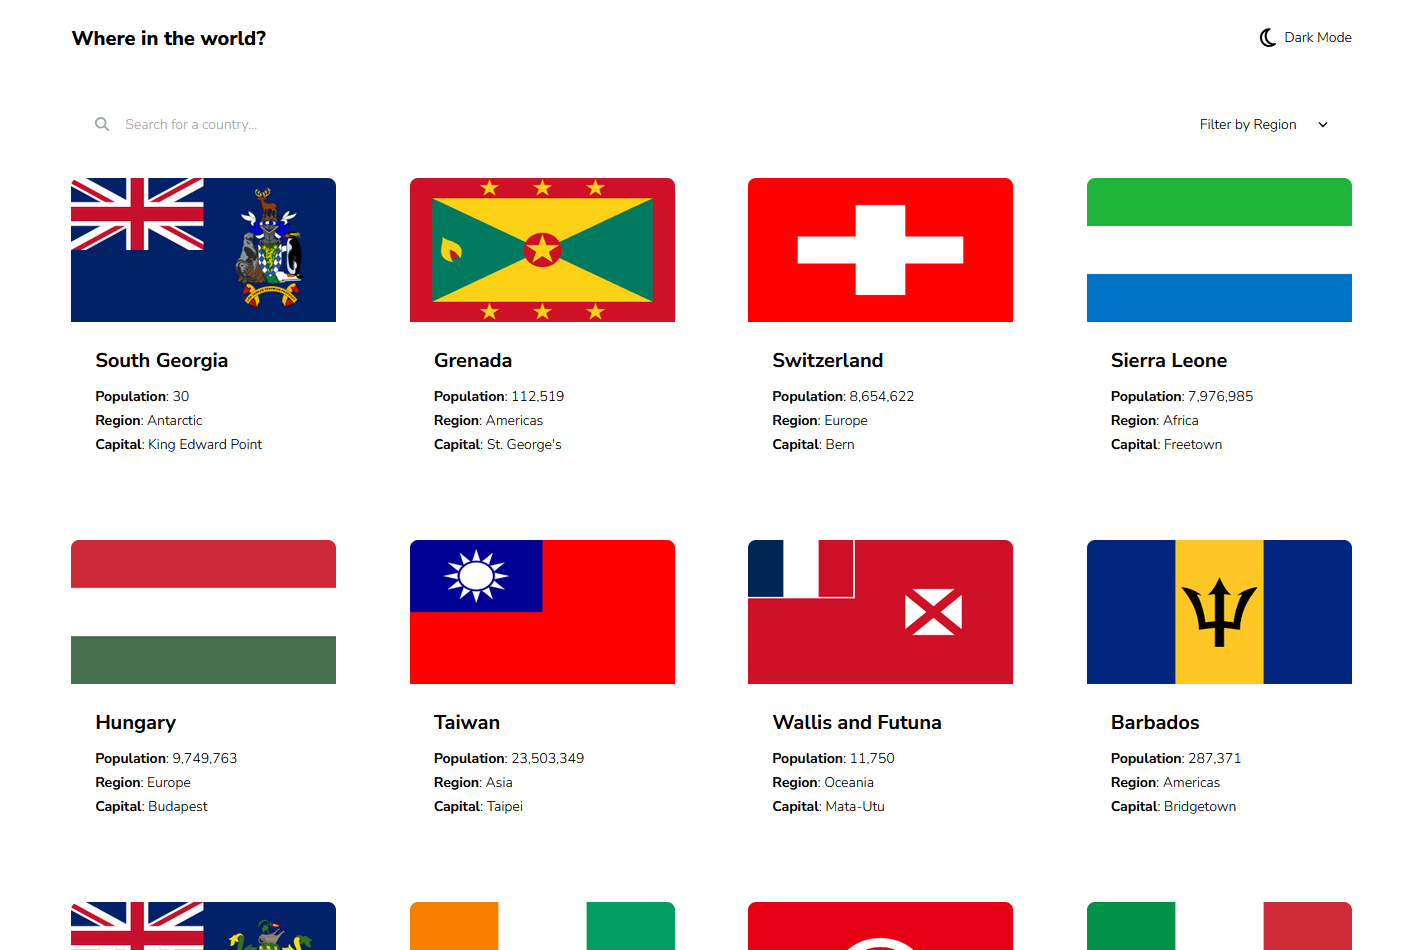 Where in the world?
Dark Mode
Search for a country...
Filter by Region
South Georgia
Population: 30
Region: Antarctic
Capital: King Edward Point
Grenada
Population: 112,519
Region: Americas
Capital: St. George's
Switzerland
Population: 8,654,622
Region: Europe
Capital: Bern
Sierra Leone
Population: 7,976,985
Region: Africa
Capital: Freetown
Hungary
Population: 9,749,763
Region: Europe
Capital: Budapest
Taiwan
Population: 23,503,349
Region: Asia
Capital: Taipei
Wallis and Futuna
Population: 11,750
Region: Oceania
Capital: Mata-Utu
Barbados
Population: 287,371
Region: Americas
Capital: Bridgetown